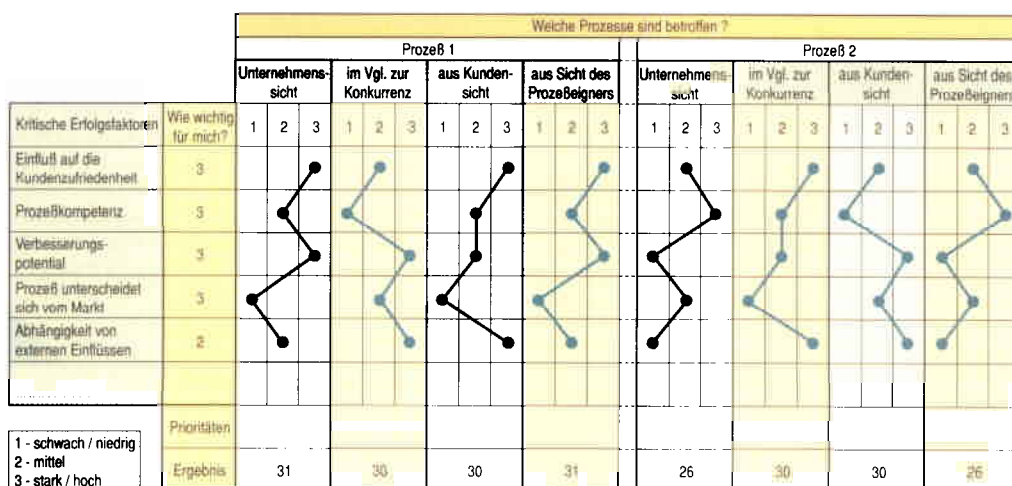 Welche Prozesse sind betroffen ?
Prozeß 1 Prozeß 2
Unternehmens- im Vgl. zur aus Kunden- aus Sicht des Unternehmens- im Vgl. zur aus Kunden- aus Sicht des
sicht Konkurrenz sicht Prozeßeigners sicht Konkurrenz sicht Prozeßeigners
Kritische Erfolgsfaktoren Wie wichtig für mich? 1 2 3 1 2 3 1 2 3 1 2 3 1 2 3 1 2 3 1 2 3 1 2 3
Einfluß auf die
Kundenzufriedenheit 3
Prozeßkompetenz 3
Verbesserungs-
potential 3
Prozeß unterscheidet
sich vom Markt 3
Abhängigkeit von
externen Einflüssen 2
Prioritäten
Ergebnis 31 30 30 31 26 30 30 26
1 - schwach / niedrig
2 - mittel
3 - stark / hoch